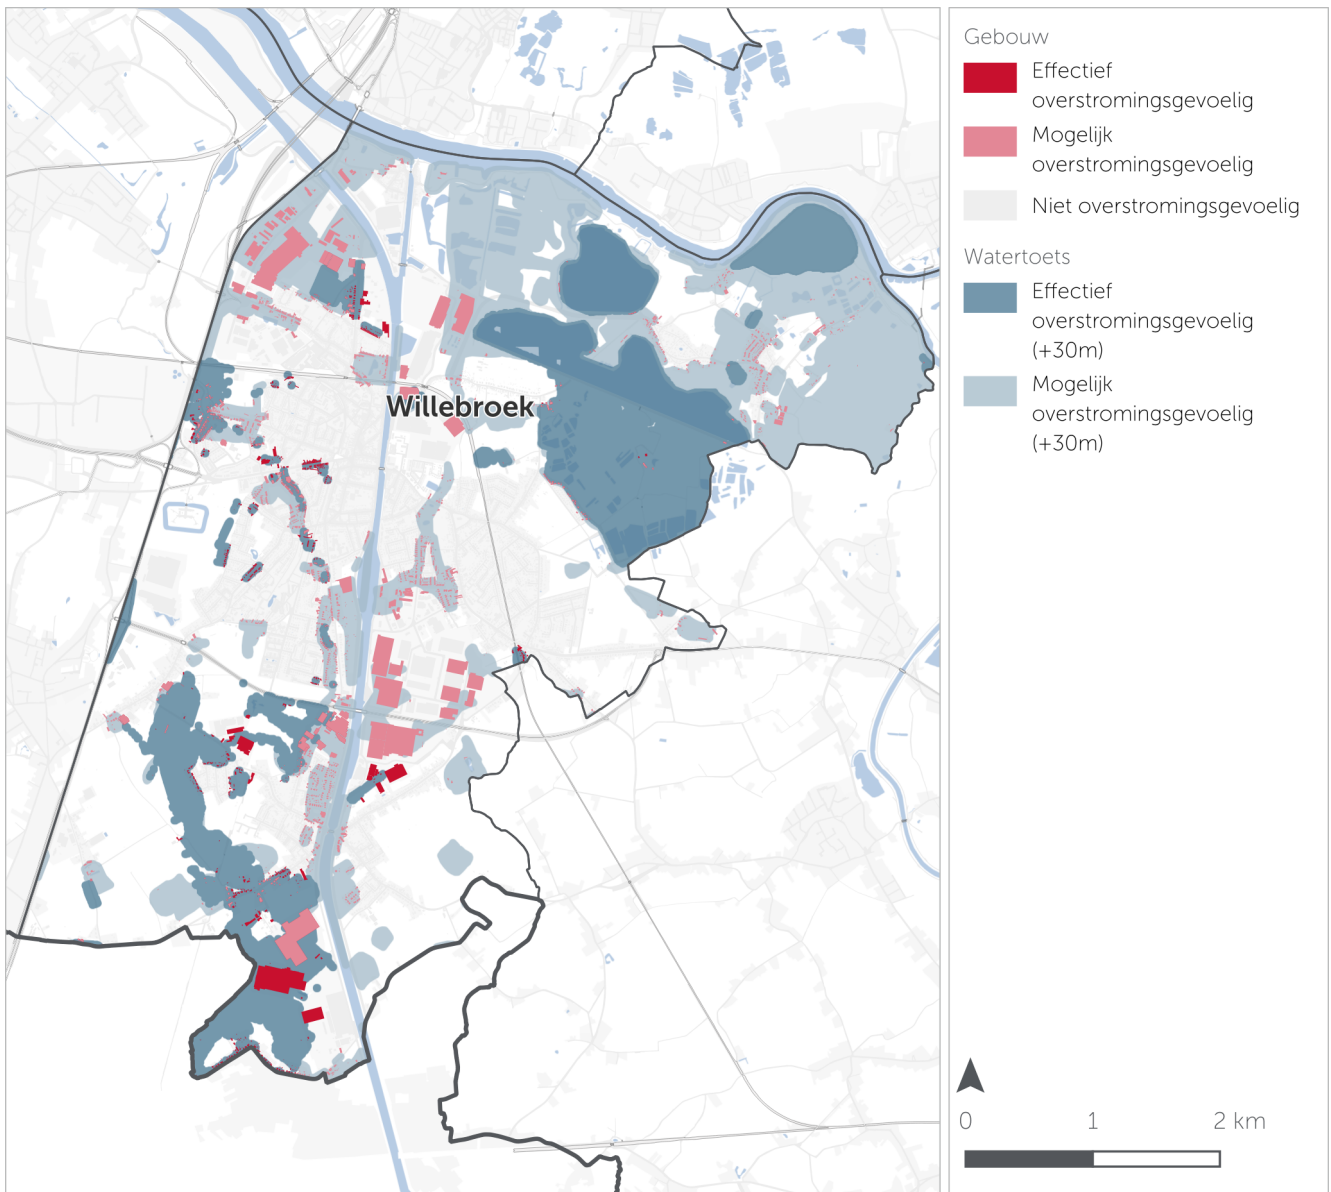 Willebroek
Gebouw
Effectief
overstromingsgevoelig
Mogelijk
overstromingsgevoelig
Niet overstromingsgevoelig
Watertoets
Effectief
overstromingsgevoelig
(+30m)
Mogelijk
overstromingsgevoelig
(+30m)
0 1 2 km